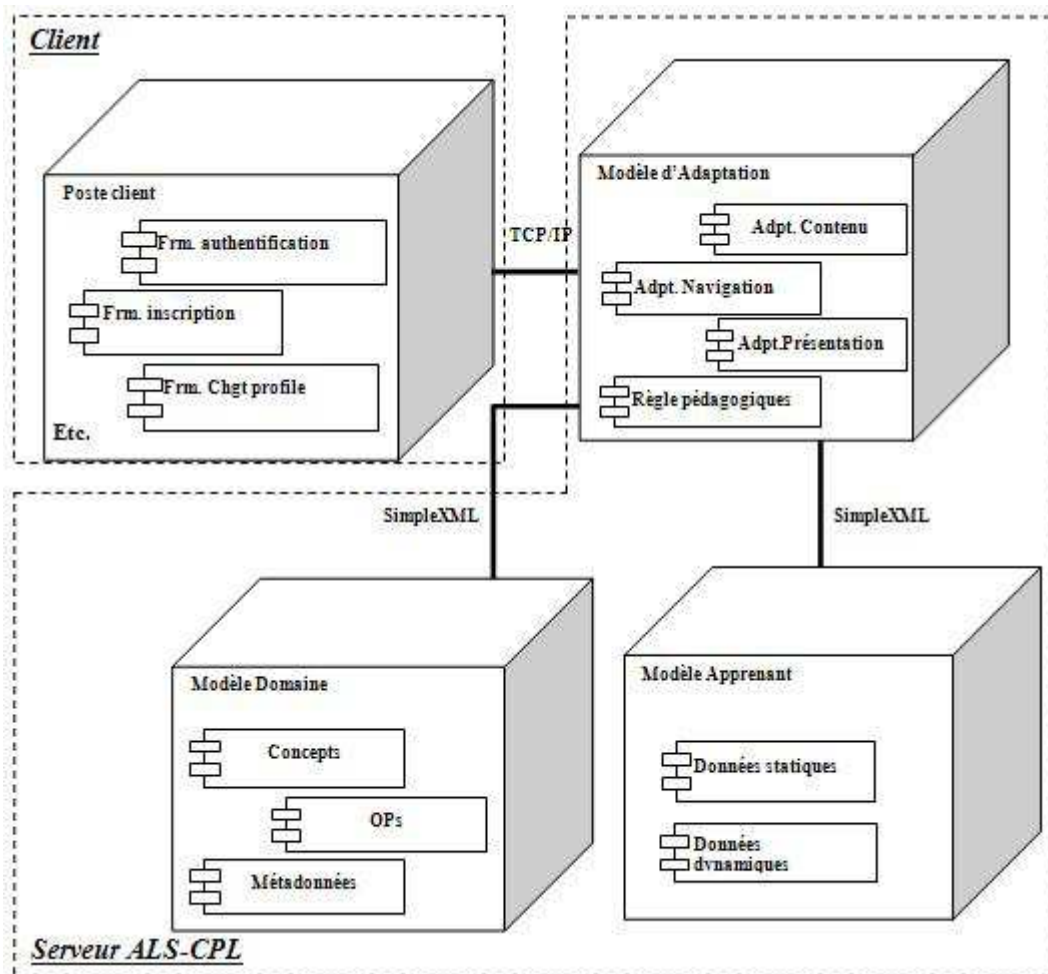 Client
Poste client
Frm. authentification
Frm. inscription
Frm. Chgt profile
Etc.
TCP/IP
Modèle d'Adaptation
Adpt. Contenu
Adpt. Navigation
Adpt.Présentation
Règle pédagogiques
SimpleXML
SimpleXML
Modèle Domaine
Concepts
OPs
Métadonnées
Modèle Apprenant
Données statiques
Données
dynamiques
Serveur ALS-CPL